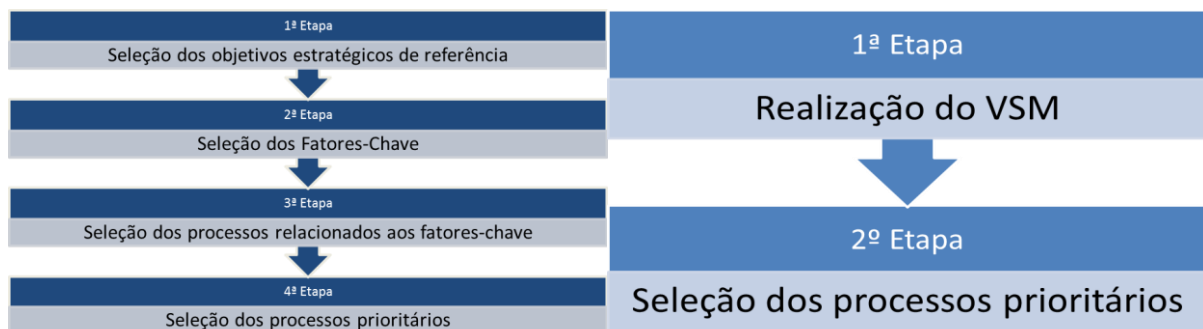 1ª Etapa
Seleção dos objetivos estratégicos de referência
2ª Etapa
Seleção dos Fatores-Chave
3ª Etapa
Seleção dos processos relacionados aos fatores-chave
4ª Etapa
Seleção dos processos prioritários
1ª Etapa
Realização do VSM
2º Etapa
Seleção dos processos prioritários